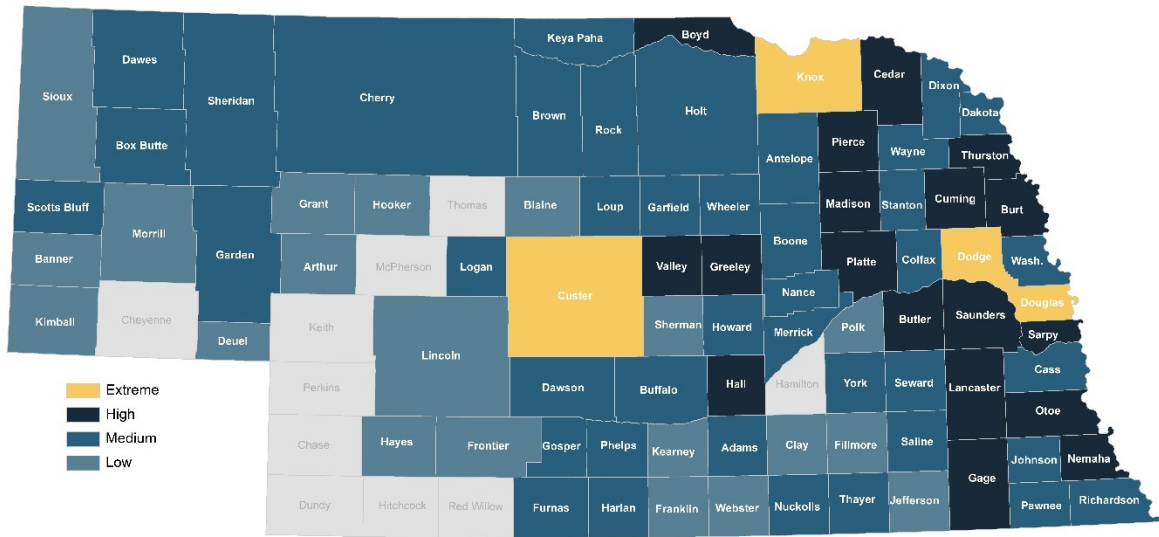 Keya Paha
Boyd
Knox
Cedar
Dawes
Dixon
Sioux
Sheridan
Cherry
Holt
Dakota
Brown
Rock
Box Butte
Pierce
Wayne
Antelope
Thurston
Scotts Bluff
Grant
Hooker
Thomas
Blaine
Loup
Garfield
Wheeler
Madison
Stanton
Cuming
Burt
Morrill
Garden
Boone
Banner
Arthur
McPherson
Logan
Valley
Greeley
Platte
Colfax
Dodge
Wash.
Custer
Nance
Douglas
Kimball
Cheyenne
Keith
Sherman
Howard
Merrick
Polk
Butler
Saunders
Sarpy
Deuel
Lincoln
Cass
Perkins
Dawson
Buffalo
Hall
Hamilton
York
Seward
Lancaster
Otoe
Extreme
High
Medium
Low
Chase
Hayes
Frontier
Gosper
Phelps
Kearney
Adams
Clay
Fillmore
Saline
Johnson
Nemaha
Gage
Dundy
Hitchcock
Red Willow
Furnas
Harlan
Franklin
Webster
Nuckolls
Thayer
Jefferson
Pawnee
Richardson